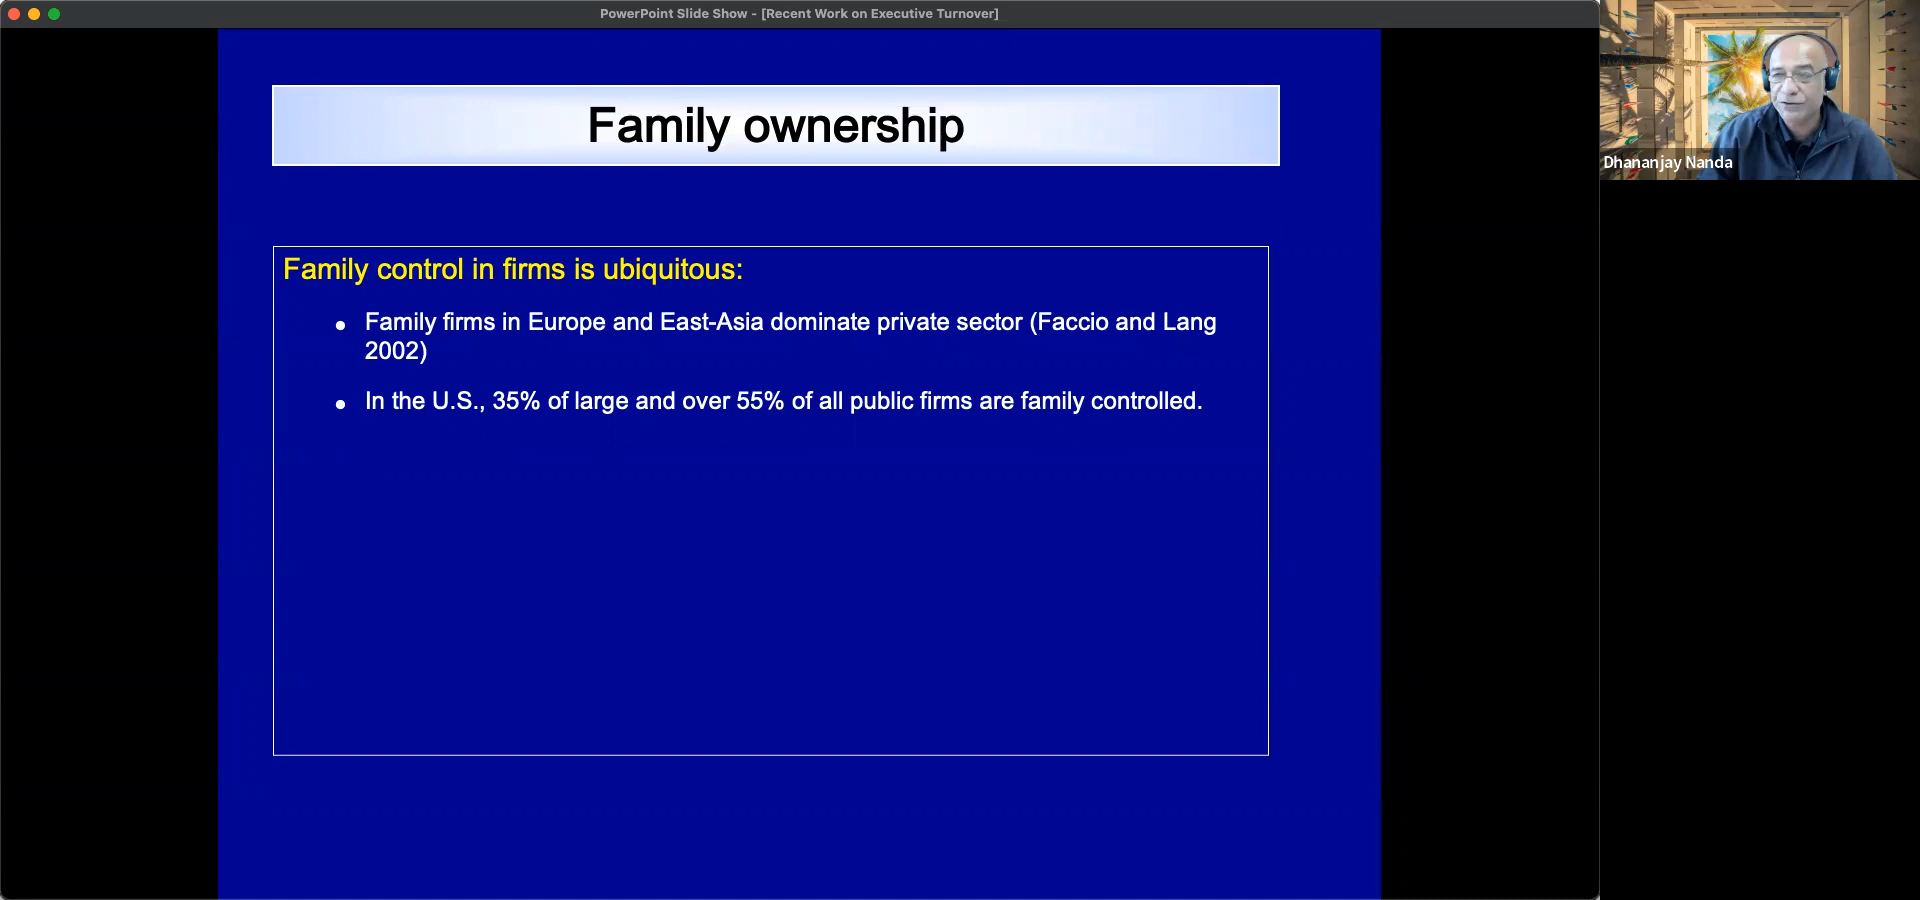 PowerPoint Slide Show - [Recent Work on Executive Turnover]
Family ownership
Family control in firms is ubiquitous:
• Family firms in Europe and East-Asia dominate private sector (Faccio and Lang
2002)
• In the U.S., 35% of large and over 55% of all public firms are family controlled.
Dhananjay Nanda